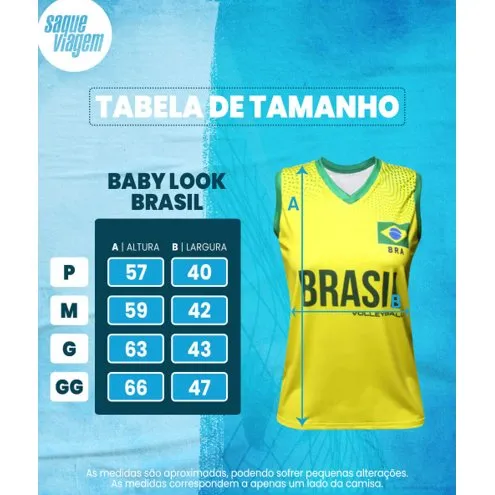 saque
viagem
TABELA DE TAMANHO
BABY LOOK
BRASIL
A | ALTURA B | LARGURA
P 57 40
M 59 42
G 63 43
GG 66 47
A
BRA
BRASIL
B
VOLLEYBALL
As medidas são aproximadas, podendo sofrer pequenas alterações.
As medidas correspondem a apenas um lado da camisa.